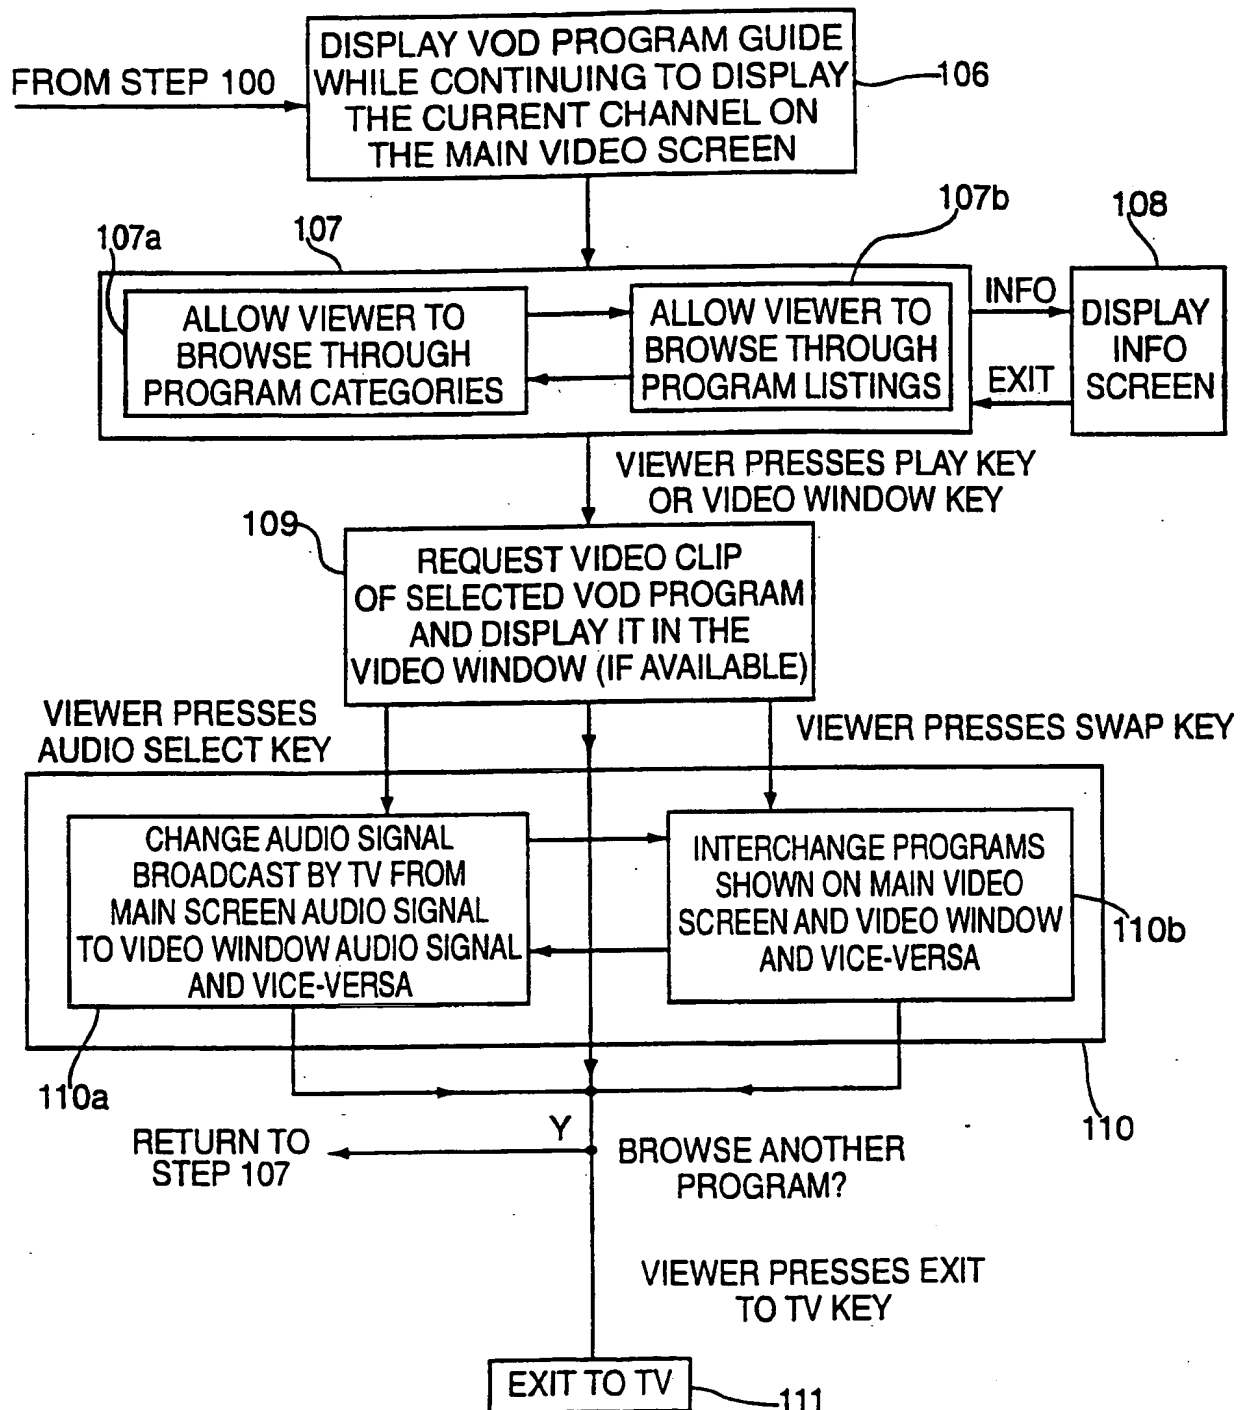 DISPLAY VOD PROGRAM GUIDE
WHILE CONTINUING TO DISPLAY
THE CURRENT CHANNEL ON
THE MAIN VIDEO SCREEN
FROM STEP 100
106
107a
107
107b
108
ALLOW VIEWER TO
BROWSE THROUGH
PROGRAM CATEGORIES
ALLOW VIEWER TO
BROWSE THROUGH
PROGRAM LISTINGS
INFO
EXIT
DISPLAY
INFO
SCREEN
VIEWER PRESSES PLAY KEY
OR VIDEO WINDOW KEY
109
REQUEST VIDEO CLIP
OF SELECTED VOD PROGRAM
AND DISPLAY IT IN THE
VIDEO WINDOW (IF AVAILABLE)
VIEWER PRESSES
AUDIO SELECT KEY
VIEWER PRESSES SWAP KEY
CHANGE AUDIO SIGNAL
BROADCAST BY TV FROM
MAIN SCREEN AUDIO SIGNAL
TO VIDEO WINDOW AUDIO SIGNAL
AND VICE-VERSA
INTERCHANGE PROGRAMS
SHOWN ON MAIN VIDEO
SCREEN AND VIDEO WINDOW
AND VICE-VERSA
110b
110a
110
Y
RETURN TO
STEP 107
BROWSE ANOTHER
PROGRAM?
VIEWER PRESSES EXIT
TO TV KEY
EXIT TO TV
111